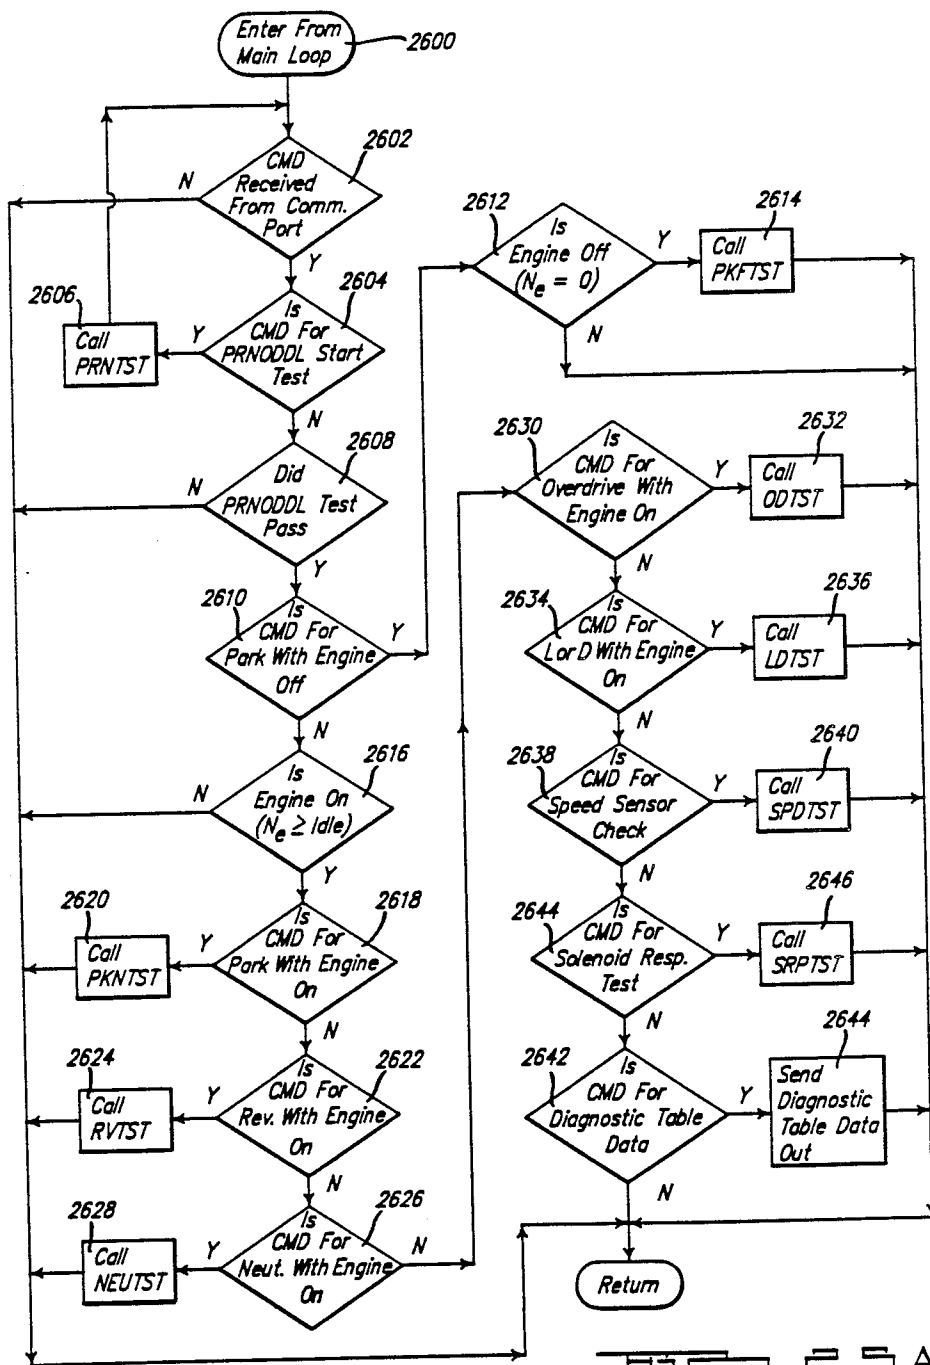 Enter From
Main Loop
2600
CMD
Received
From Comm.
Port
2602
N
Y
Is
CMD For
PRNODDL Start
Test
2604
Y
N
2606
Call
PRNTST
Did
PRNODDL Test
Pass
2608
N
Y
2610
Is
CMD For
Park With Engine
Off
Y
N
2612
Is
Engine Off
(Ne = 0)
Y
N
2614
Call
PKFTST
Is
Engine On
(Ne ≥ Idle)
2616
N
Y
Is
CMD For
Park With Engine
On
2618
Y
N
2620
Call
PKNTST
Is
CMD For
Rev. With Engine
On
2622
Y
N
2624
Call
RVTST
Is
CMD For
Neut. With Engine
On
2626
Y
N
2628
Call
NEUTST
2630
Is
CMD For
Overdrive With
Engine On
Y
N
2632
Call
ODTST
2634
Is
CMD For
L or D With Engine
On
Y
N
2636
Call
LDTST
2638
Is
CMD For
Speed Sensor
Check
Y
N
2640
Call
SPDTST
2644
Is
CMD For
Solenoid Resp.
Test
Y
N
2646
Call
SRPTST
2642
Is
CMD For
Diagnostic Table
Data
Y
N
2644
Send
Diagnostic
Table Data
Out
Return